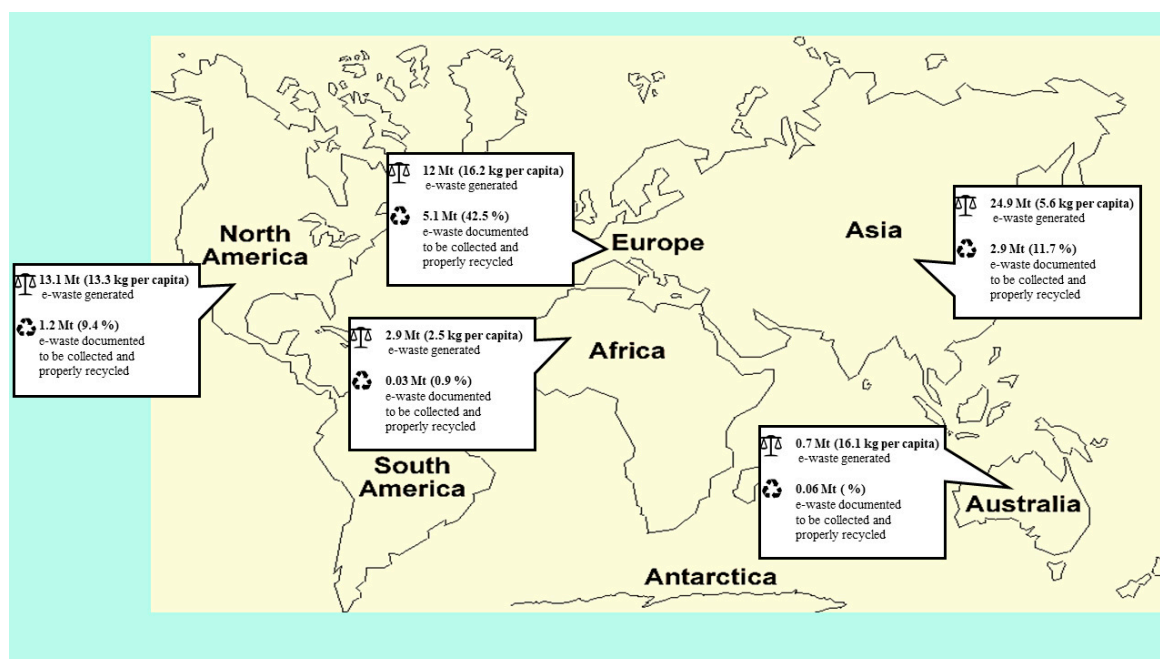 12 Mt (16.2 kg per capita)
e-waste generated
5.1 Mt (42.5 %)
e-waste documented
to be collected and
properly recycled
Europe
24.9 Mt (5.6 kg per capita)
e-waste generated
2.9 Mt (11.7 %)
e-waste documented
to be collected and
properly recycled
Asia
North
America
13.1 Mt (13.3 kg per capita)
e-waste generated
1.2 Mt (9.4 %)
e-waste documented
to be collected and
properly recycled
2.9 Mt (2.5 kg per capita)
e-waste generated
0.03 Mt (0.9 %)
e-waste documented
to be collected and
properly recycled
Africa
South
America
0.7 Mt (16.1 kg per capita)
e-waste generated
0.06 Mt ( %)
e-waste documented
to be collected and
properly recycled
Australia
Antarctica